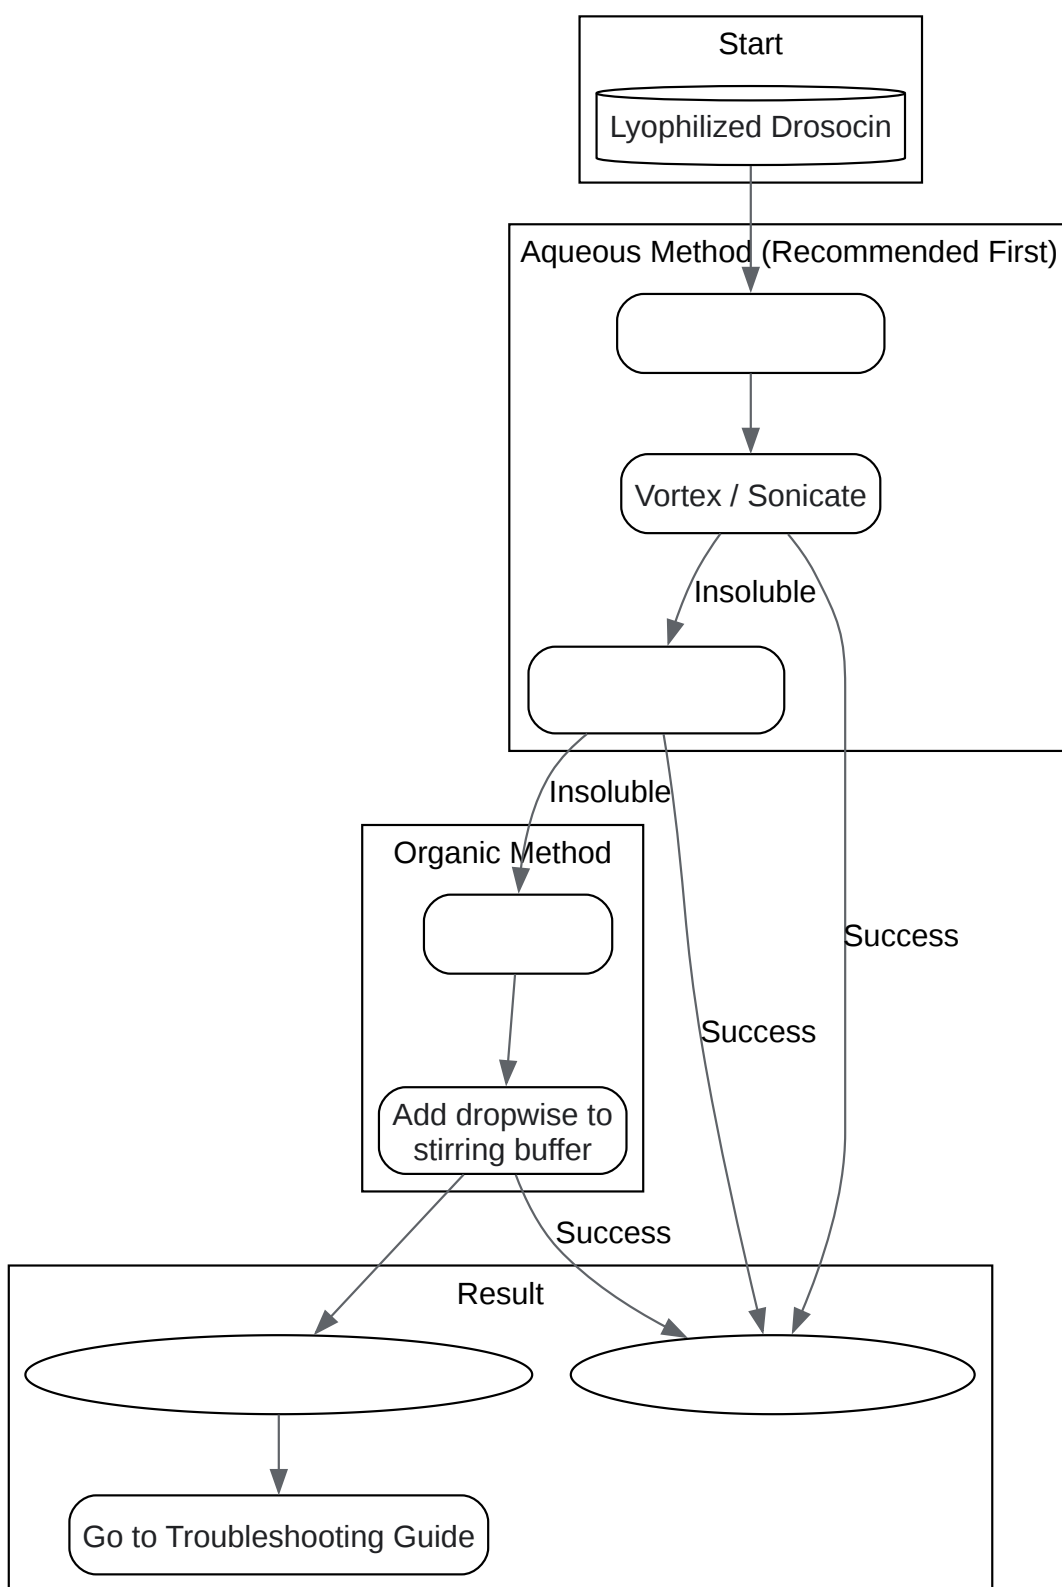 Start
Lyophilized Drosocin
Aqueous Method (Recommended First)
Vortex / Sonicate
Insoluble
Insoluble
Organic Method
Success
Success
Add dropwise to
stirring buffer
Success
Result
Go to Troubleshooting Guide